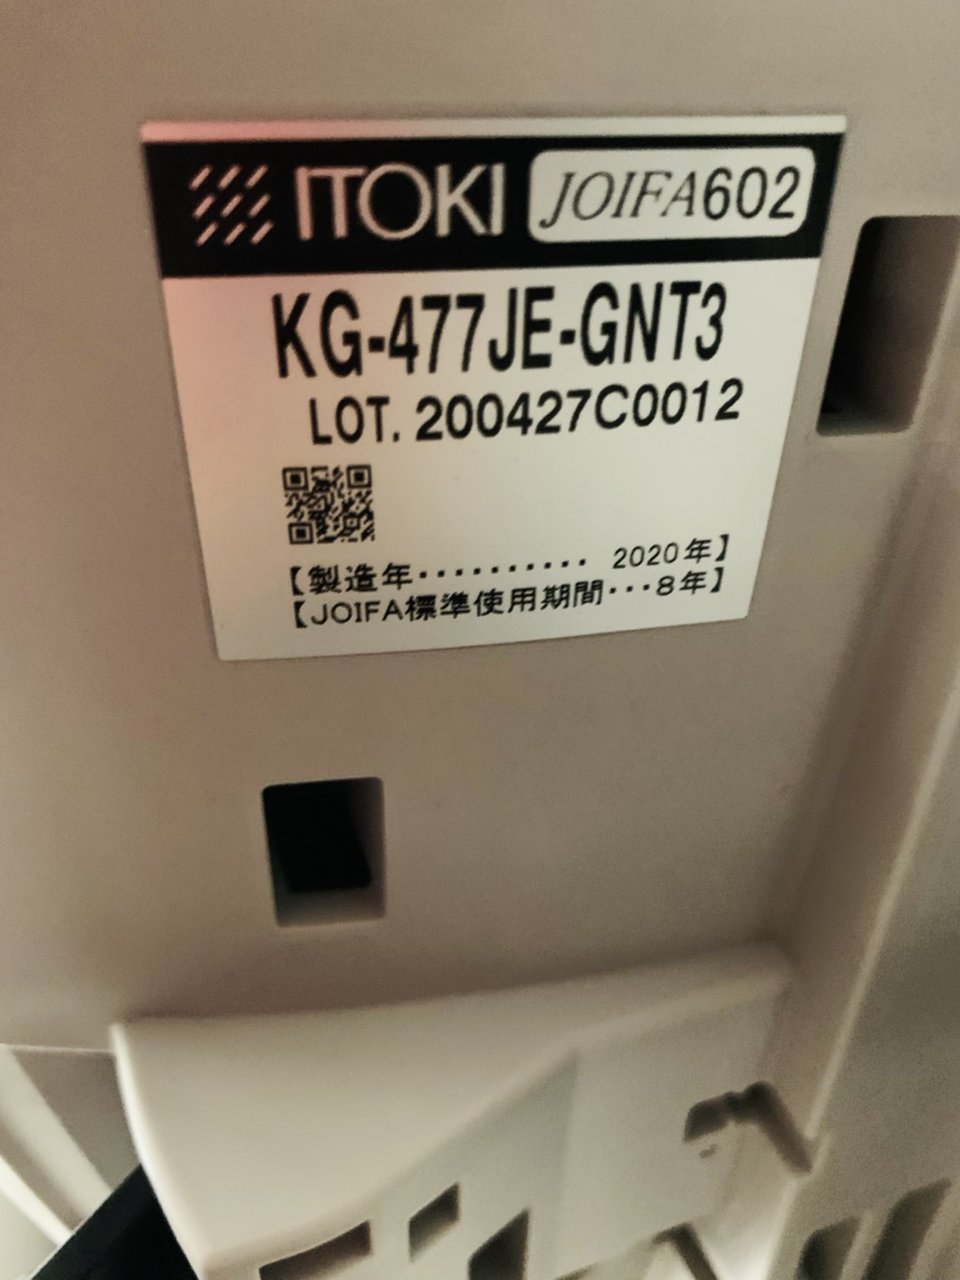 ITOKI JOIFA602
KG-477JE-GNT3
LOT. 200427C0012
【製造年・・・・・・・・・・ 2020年】
【JOIFA標準使用期間・・・8年】